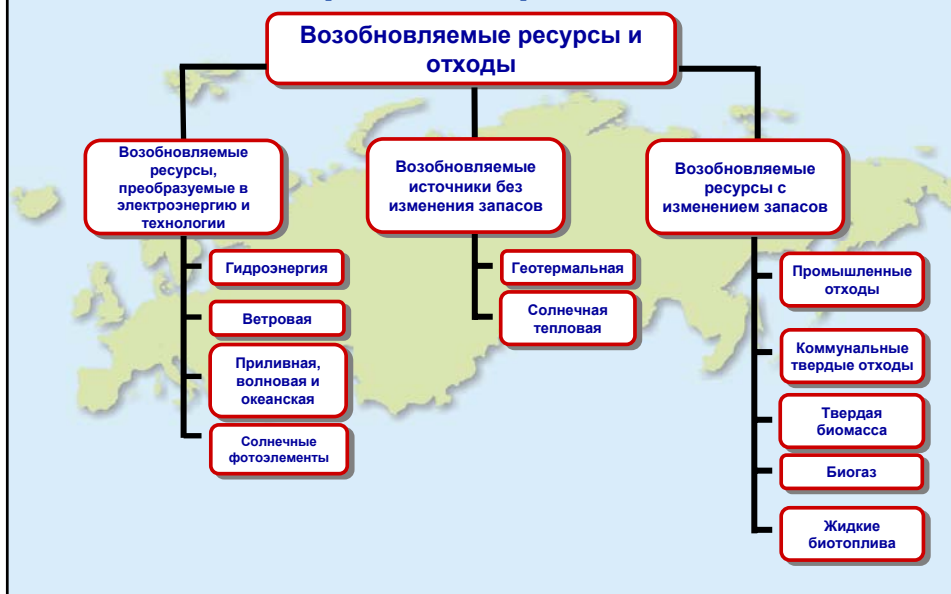 Возобновляемые ресурсы и
отходы
Возобновляемые
ресурсы,
преобразуемые в
электроэнергию и
технологии
Гидроэнергия
Ветровая
Приливная,
волновая и
океанская
Солнечные
фотоэлементы
Возобновляемые
источники без
изменения запасов
Геотермальная
Солнечная
тепловая
Возобновляемые
ресурсы с
изменением запасов
Промышленные
отходы
Коммунальные
твердые отходы
Твердая
биомасса
Биогаз
Жидкие
биотоплива